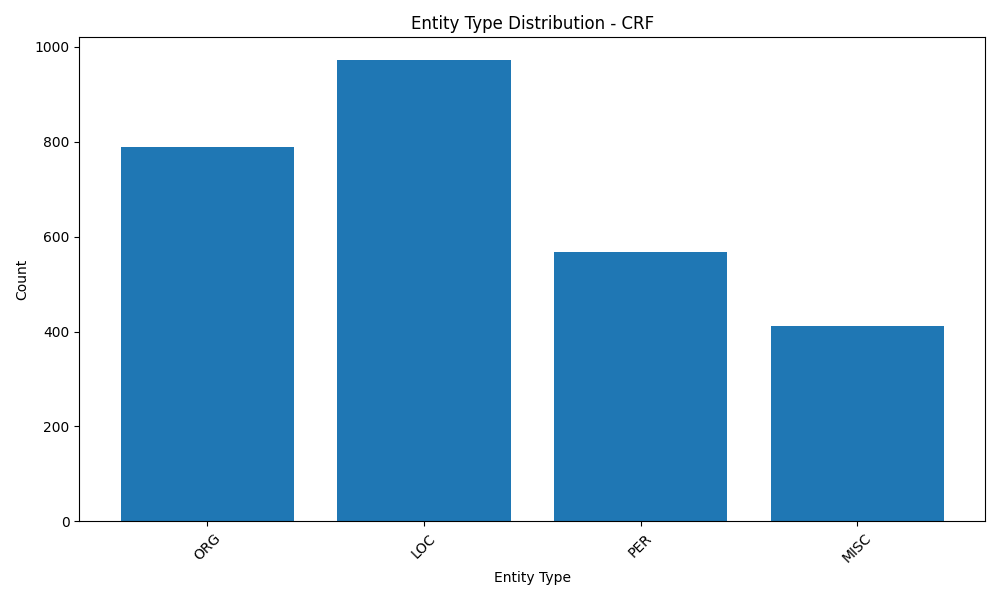 Entity Type Distribution - CRF
1000
800
600
400
200
0
Count
ORG
LOC
PER
MISC
Entity Type